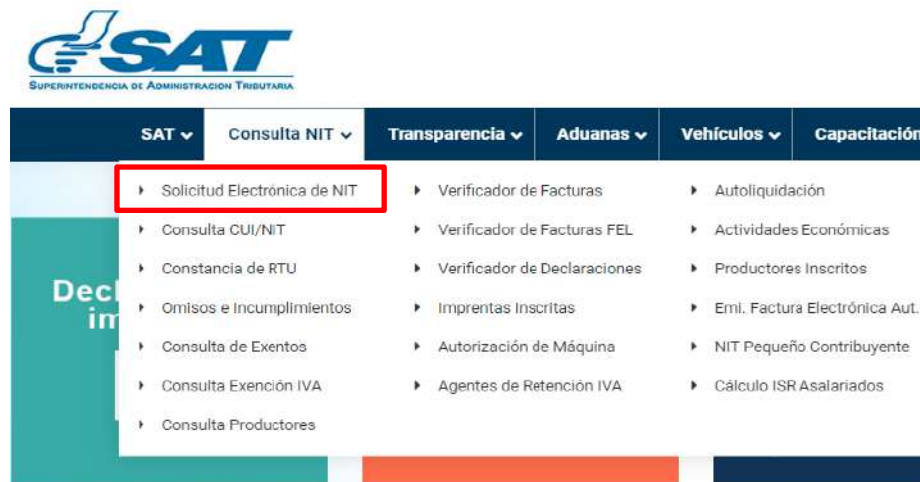 SAT
SUPERINTENDENCIA DE ADMINISTRACION TRIBUTARIA
SAT Consulta NIT Transparencia Aduanas Vehículos Capacitación
Solicitud Electrónica de NIT
Consulta CUI/NIT
Constancia de RTU
Omisos e Incumplimientos
Consulta de Exentos
Consulta Exención IVA
Consulta Productores
Verificador de Facturas
Verificador de Facturas FEL
Verificador de Declaraciones
Imprentas Inscritas
Autorización de Máquina
Agentes de Retención IVA
Autoliquidación
Actividades Económicas
Productores Inscritos
Emi. Factura Electrónica Aut.
NIT Pequeño Contribuyente
Cálculo ISR Asalariados
Decl
im